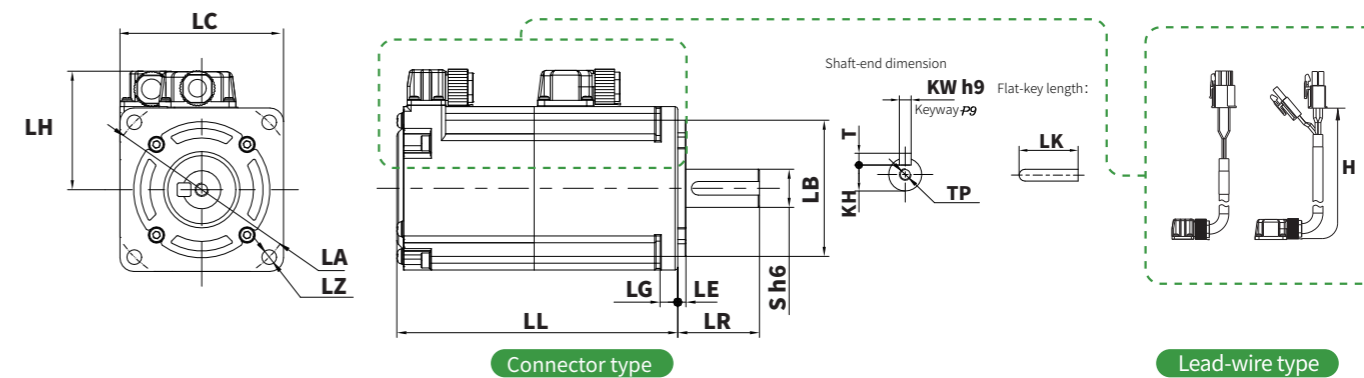 LC
LH
LA
LZ
LG
LE
LL
LR
LB
S h6
Connector type
Shaft-end dimension
KW h9
Keyway P9
T
KH
TP
Flat-key length:
LK
H
Lead-wire type